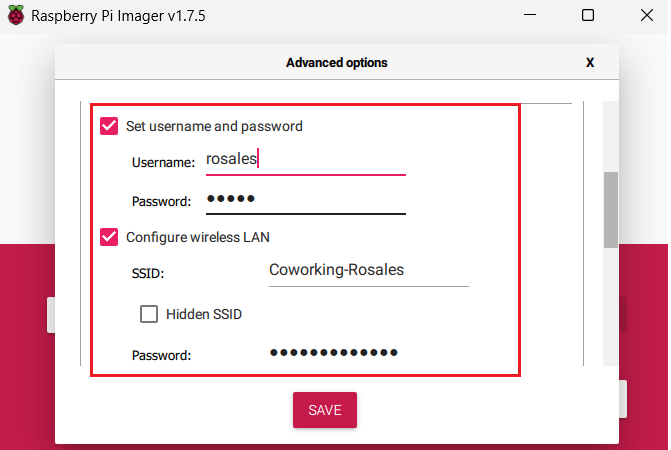 Raspberry Pi Imager v1.7.5
Advanced options
X
Set username and password
Username: rosales
Password: ●●●●●
Configure wireless LAN
SSID: Coworking-Rosales
Hidden SSID
Password: ●●●●●●●●●●●●●
SAVE